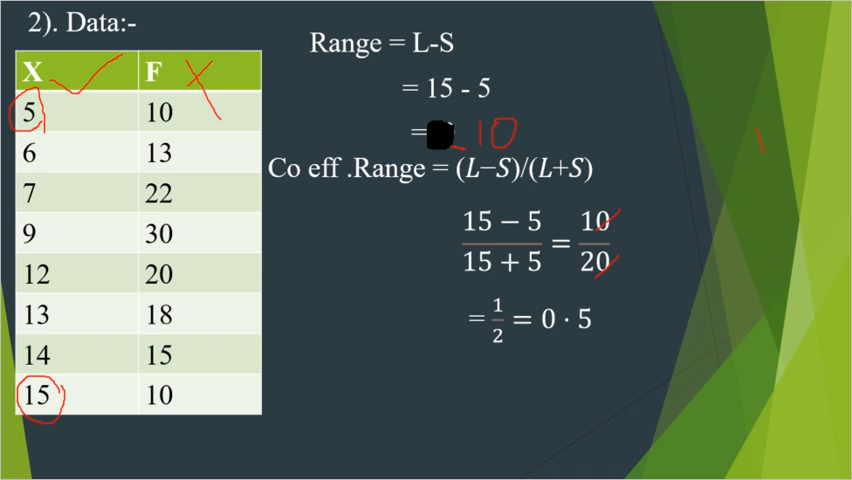 2). Data:-
X F
5 10
6 13
7 22
9 30
12 20
13 18
14 15
15 10
Range = L-S
= 15 - 5
= 10
Co eff .Range = (L−S)/(L+S)
15 − 5 / 15 + 5 = 10 / 20
= 1/2 = 0 · 5